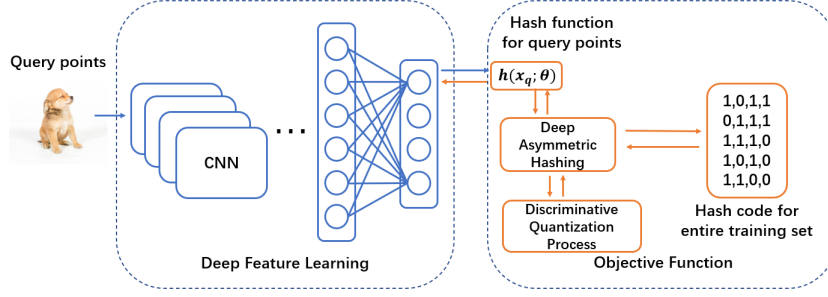 Query points
CNN
...
Deep Feature Learning
Hash function
for query points
h(x_q; θ)
Deep
Asymmetric
Hashing
Discriminative
Quantization
Process
1,0,1,1
0,1,1,1
1,1,1,0
1,0,1,0
1,1,0,0
Hash code for
entire training set
Objective Function